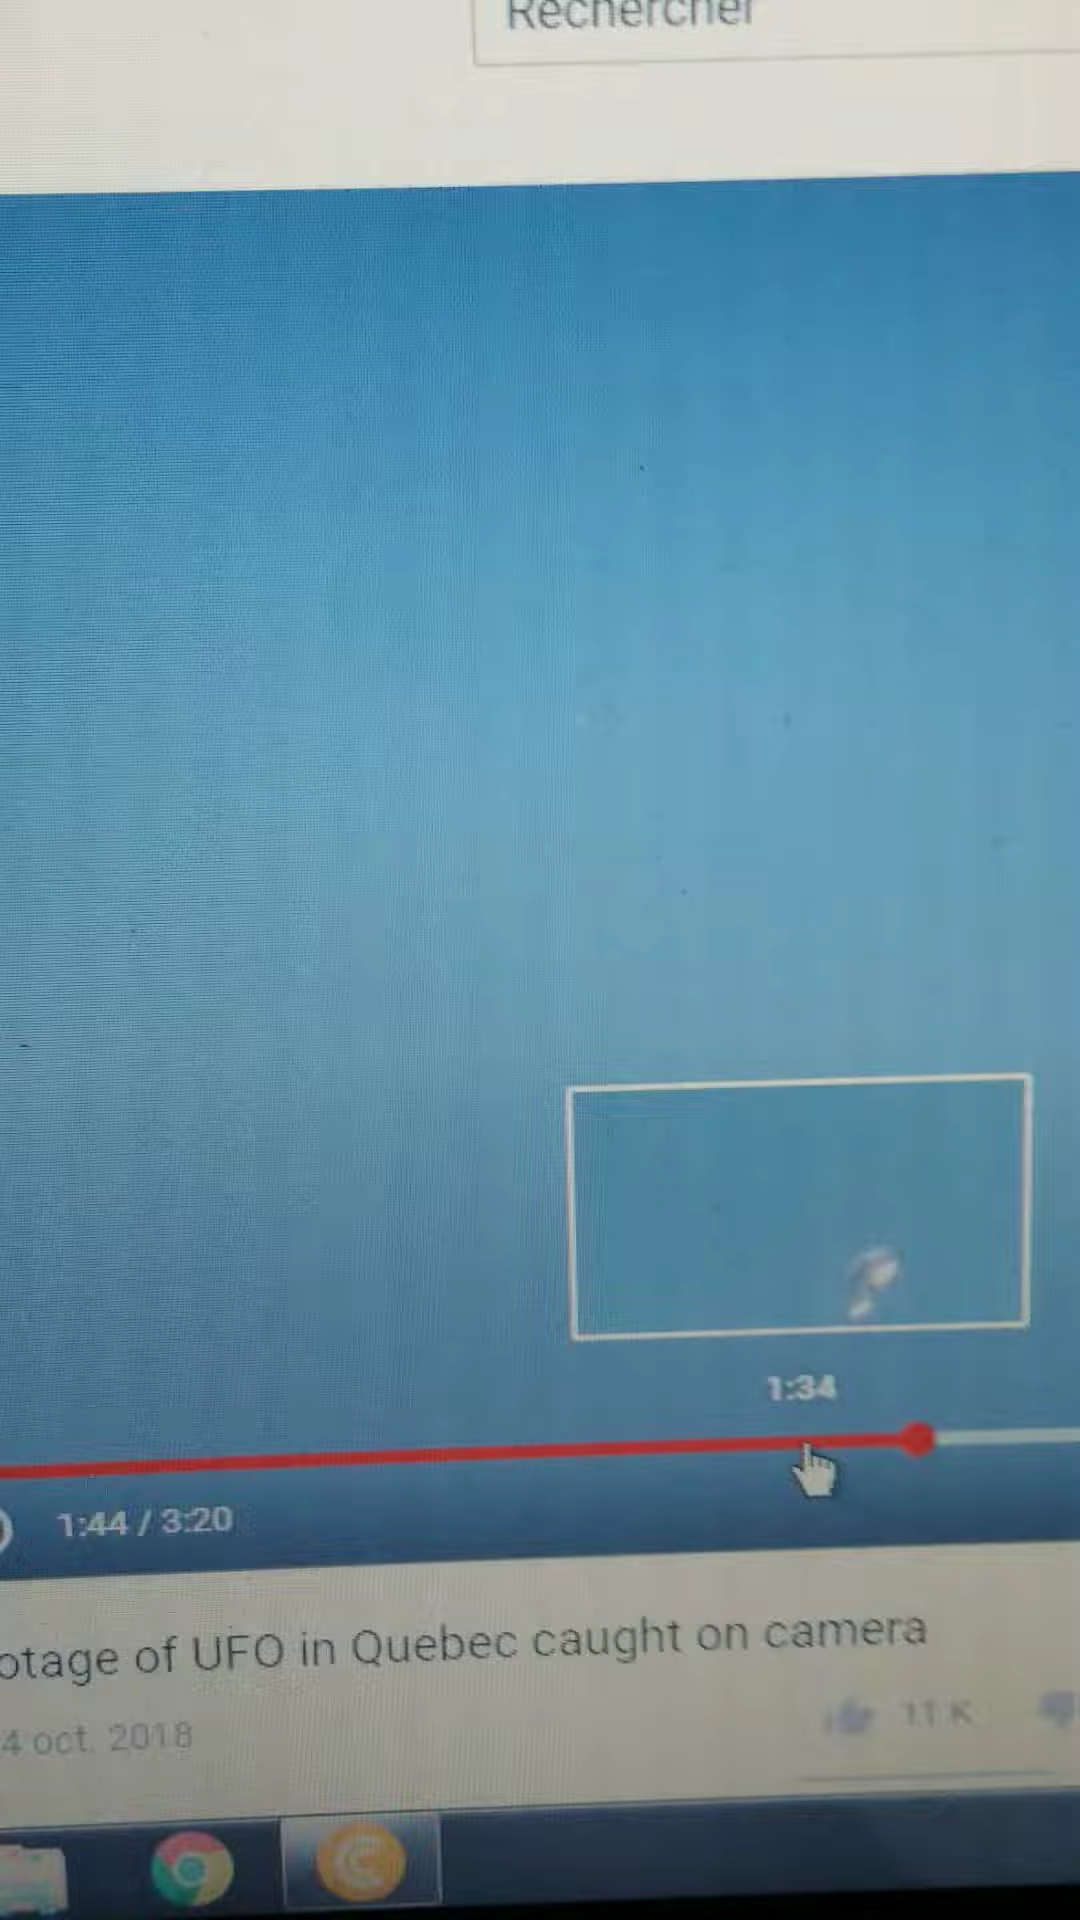 Rechercher
1:34
1:44 / 3:20
otage of UFO in Quebec caught on camera
4 oct. 2018
11 K